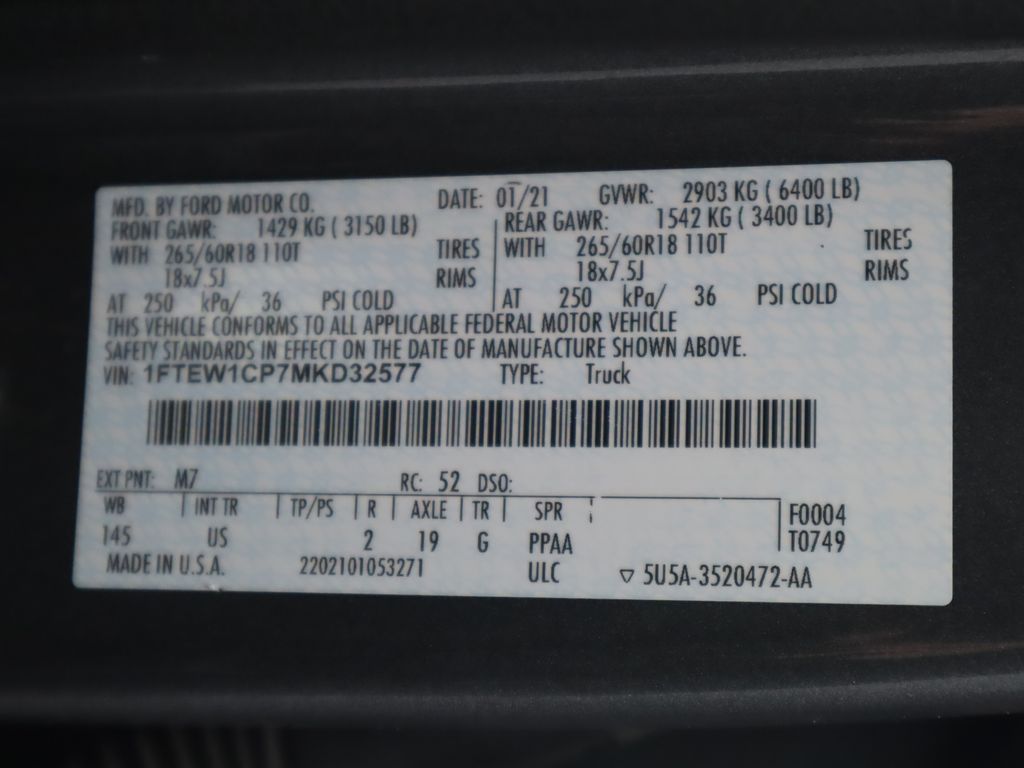 MFD. BY FORD MOTOR CO. DATE: 01/21 GVWR: 2903 KG ( 6400 LB)
FRONT GAWR: 1429 KG ( 3150 LB) REAR GAWR: 1542 KG ( 3400 LB)
WITH 265/60R18 110T TIRES WITH 265/60R18 110T TIRES
18x7.5J RIMS 18x7.5J RIMS
AT 250 kPa/ 36 PSI COLD AT 250 kPa/ 36 PSI COLD
THIS VEHICLE CONFORMS TO ALL APPLICABLE FEDERAL MOTOR VEHICLE
SAFETY STANDARDS IN EFFECT ON THE DATE OF MANUFACTURE SHOWN ABOVE.
VIN: 1FTEW1CP7MKD32577 TYPE: Truck
EXT PNT: M7 RC: 52 DSO:
WB INT TR TP/PS R AXLE TR SPR F0004
145 US 2 19 G PPAA T0749
MADE IN U.S.A. 2202101053271 ULC ▽ 5U5A-3520472-AA